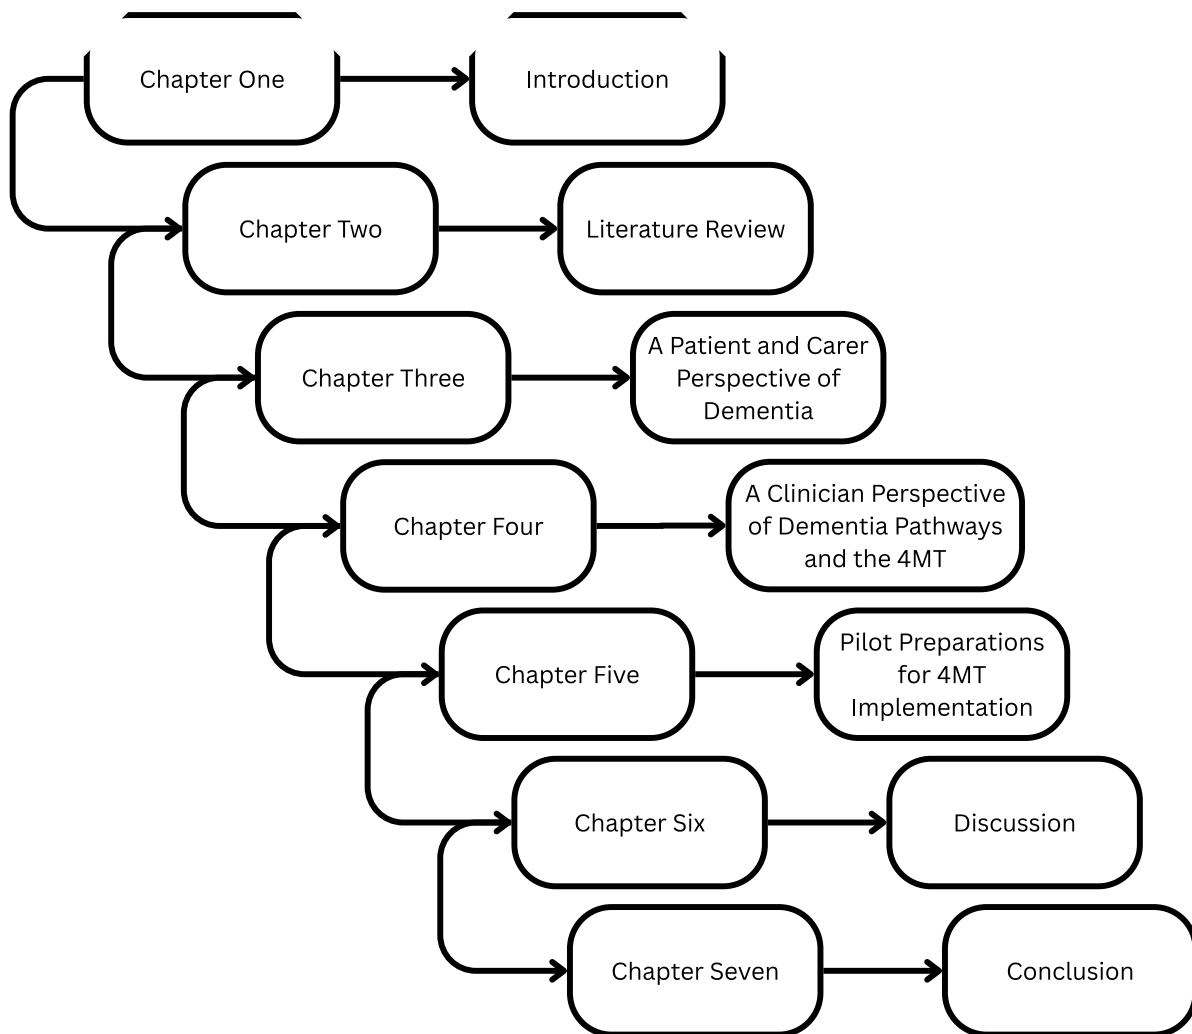 Chapter One
Introduction
Chapter Two
Literature Review
Chapter Three
A Patient and Carer
Perspective of
Dementia
Chapter Four
A Clinician Perspective
of Dementia Pathways
and the 4MT
Chapter Five
Pilot Preparations
for 4MT
Implementation
Chapter Six
Discussion
Chapter Seven
Conclusion